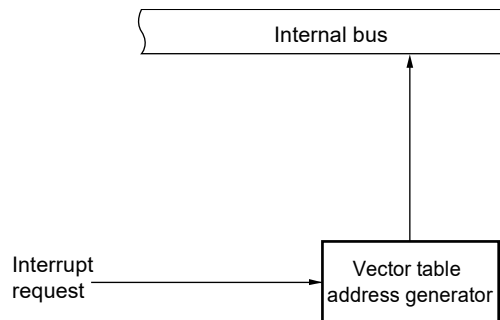 Internal bus
Interrupt
request
Vector table
address generator